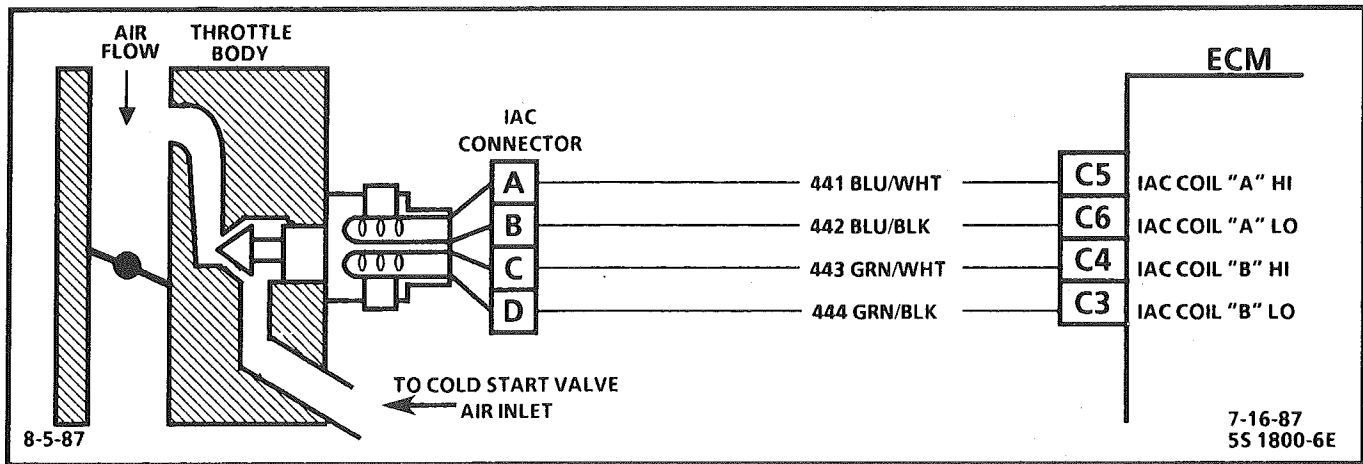 AIR
FLOW
THROTTLE
BODY
ECM
IAC
CONNECTOR
A 441 BLU/WHT C5 IAC COIL "A" HI
B 442 BLU/BLK C6 IAC COIL "A" LO
C 443 GRN/WHT C4 IAC COIL "B" HI
D 444 GRN/BLK C3 IAC COIL "B" LO
TO COLD START VALVE
AIR INLET
8-5-87
7-16-87
5S 1800-6E